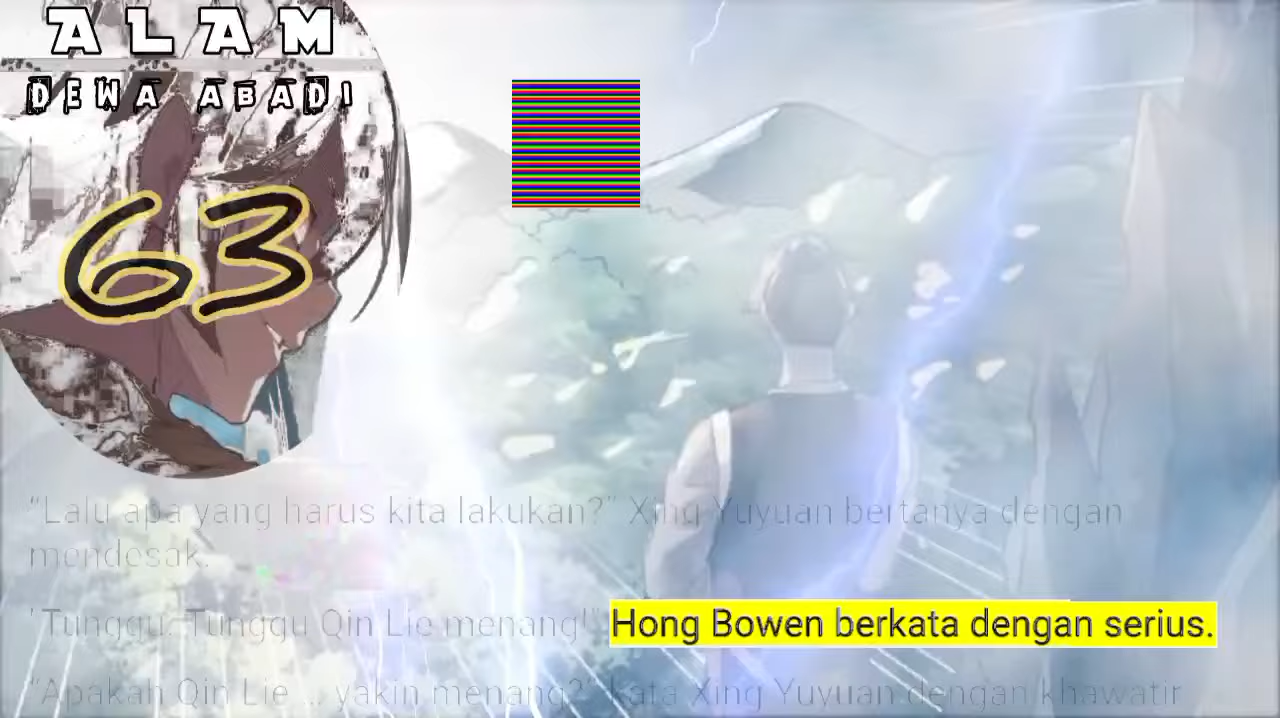 ALAM
DEWA ABADI
63
“Lalu apa yang harus kita lakukan?” Xing Yuyuan bertanya dengan
mendesak.
"Tunggu. Tunggu Qin Lie menang!" Hong Bowen berkata dengan serius.
“Apakah Qin Lie ... yakin menang?” kata Xing Yuyuan dengan khawatir